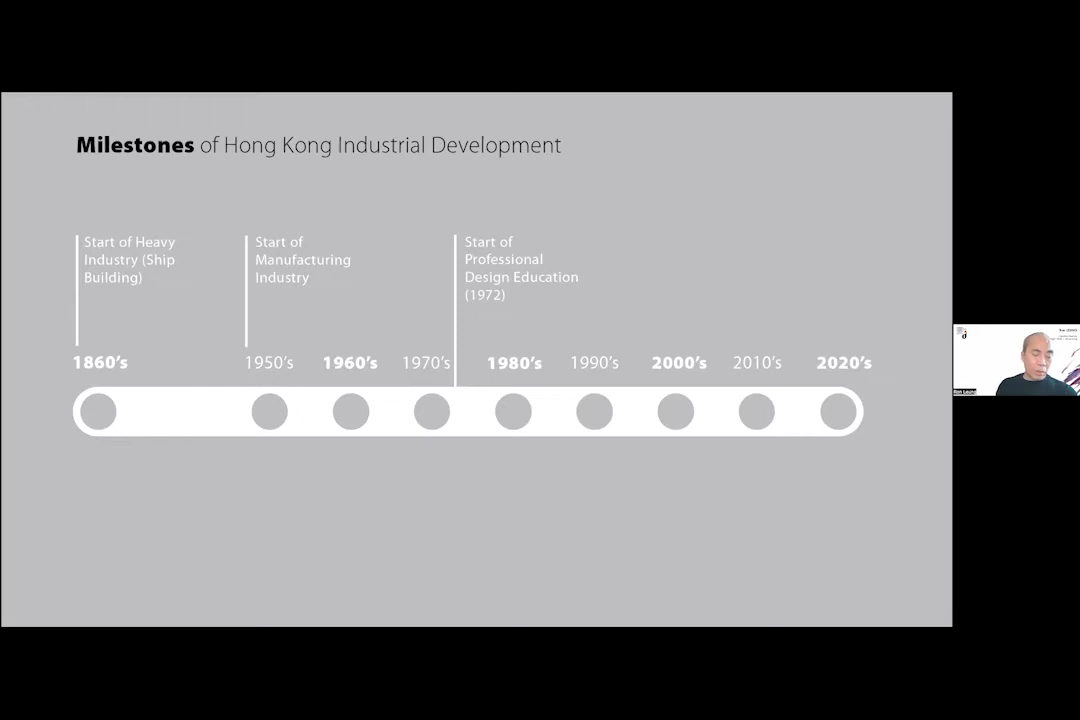 Milestones of Hong Kong Industrial Development
Start of Heavy
Industry (Ship
Building)
Start of
Manufacturing
Industry
Start of
Professional
Design Education
(1972)
1860's
1950's
1960's
1970's
1980's
1990's
2000's
2010's
2020's